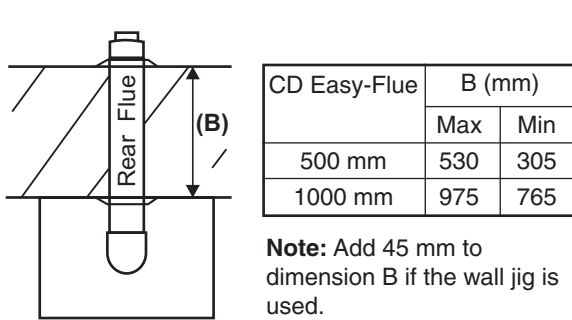 Rear Flue
(B)
CD Easy-Flue B (mm)
Max Min
500 mm 530 305
1000 mm 975 765
Note: Add 45 mm to
dimension B if the wall jig is
used.